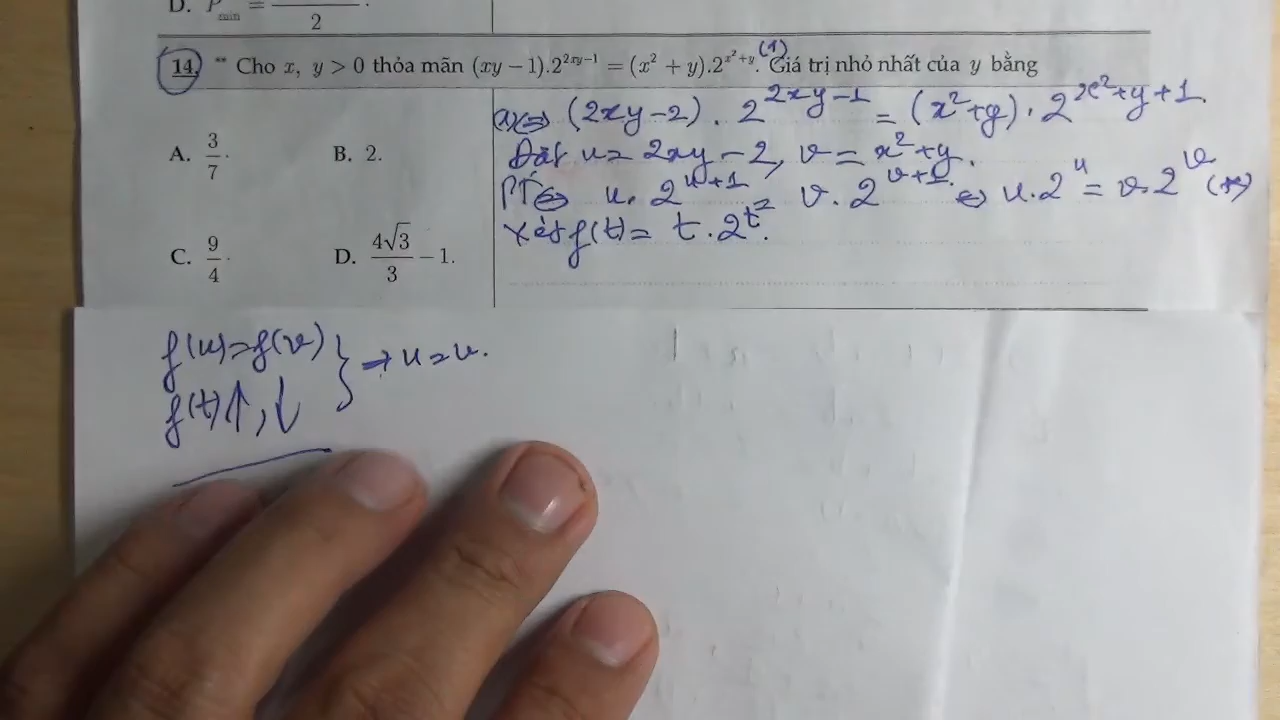 D. P_min = 2 .
14. ** Cho x, y > 0 thỏa mãn (xy − 1).2^{2xy−1} = (x² + y).2^{x²+y}. (1) Giá trị nhỏ nhất của y bằng
A. 3/7 .
B. 2.
C. 9/4 .
D. 4√3/3 − 1.
(1) ⇔ (2xy − 2) . 2^{2xy−1} = (x² + y) . 2^{x²+y+1}.
Đặt u = 2xy − 2, v = x² + y.
PT ⇔ u. 2^{u+1} v. 2^{v+1}. ⇔ u.2^u = v.2^v (*)
Xét f(t) = t . 2^{t²}.
f(u) = f(v) } → u = v.
f(t) ↑, ↓